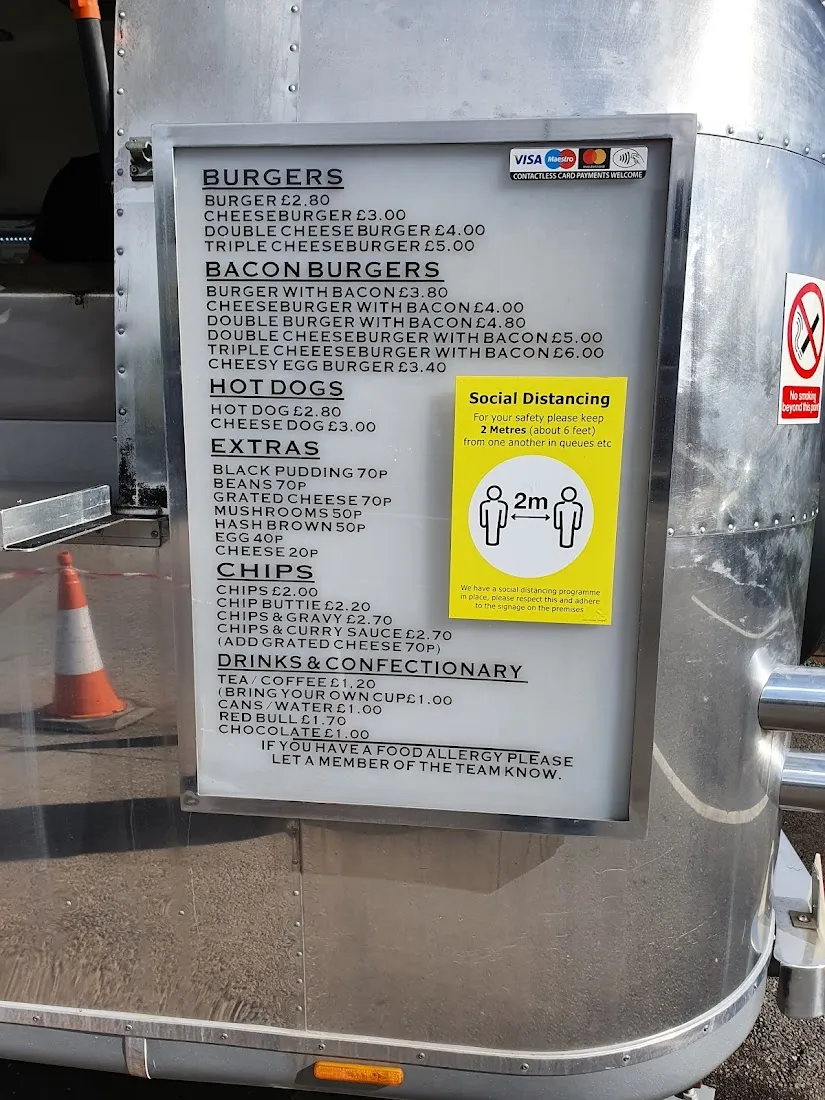 VISA Maestro mastercard
CONTACTLESS CARD PAYMENTS WELCOME
BURGERS
BURGER £2.80
CHEESEBURGER £3.00
DOUBLE CHEESEBURGER £4.00
TRIPLE CHEESEBURGER £5.00
BACON BURGERS
BURGER WITH BACON £3.80
CHEESEBURGER WITH BACON £4.00
DOUBLE BURGER WITH BACON £4.80
DOUBLE CHEESEBURGER WITH BACON £5.00
TRIPLE CHEEESEBURGER WITH BACON £6.00
CHEESY EGG BURGER £3.40
HOT DOGS
HOT DOG £2.80
CHEESE DOG £3.00
EXTRAS
BLACK PUDDING 70P
BEANS 70P
GRATED CHEESE 70P
MUSHROOMS 50P
HASH BROWN 50P
EGG 40P
CHEESE 20P
CHIPS
CHIPS £2.00
CHIP BUTTIE £2.20
CHIPS & GRAVY £2.70
CHIPS & CURRY SAUCE £2.70
(ADD GRATED CHEESE 70P)
DRINKS & CONFECTIONARY
TEA / COFFEE £1.20
(BRING YOUR OWN CUP £1.00
CANS / WATER £1.00
RED BULL £1.70
CHOCOLATE £1.00
IF YOU HAVE A FOOD ALLERGY PLEASE
LET A MEMBER OF THE TEAM KNOW.
Social Distancing
For your safety please keep
2 Metres (about 6 feet)
from one another in queues etc
2m
We have a social distancing programme
in place, please respect this and adhere
to the signage on the premises
No smoking
beyond this point